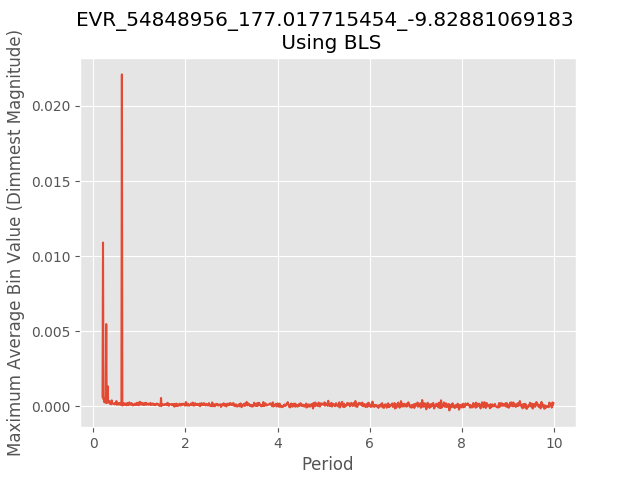 EVR_54848956_177.017715454_-9.82881069183
Using BLS
Maximum Average Bin Value (Dimmest Magnitude)
0.020
0.015
0.010
0.005
0.000
0
2
4
6
8
10
Period